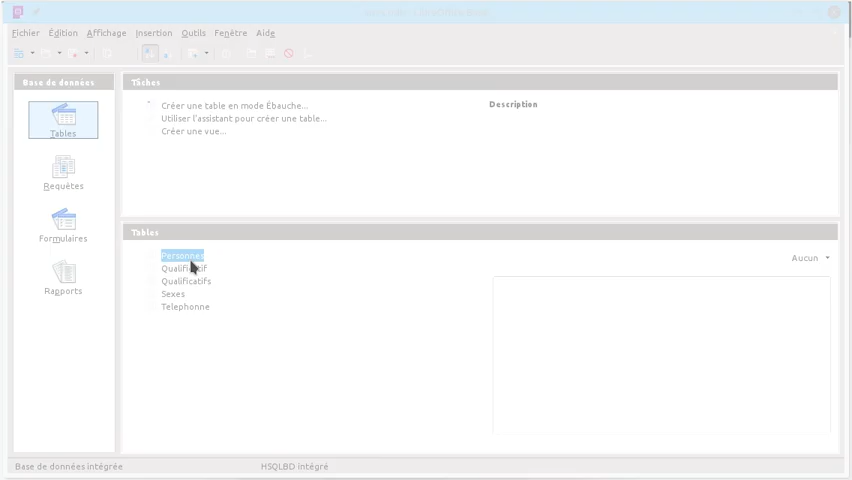 Fichier Édition Affichage Insertion Outils Fenêtre Aide
Base de données
Tables
Requêtes
Formulaires
Rapports
Tâches
Créer une table en mode Ébauche...
Utiliser l'assistant pour créer une table...
Créer une vue...
Description
Tables
Personnes
Qualificatif
Qualificatifs
Sexes
Telephonne
Aucun
Base de données intégrée
HSQLBD intégré